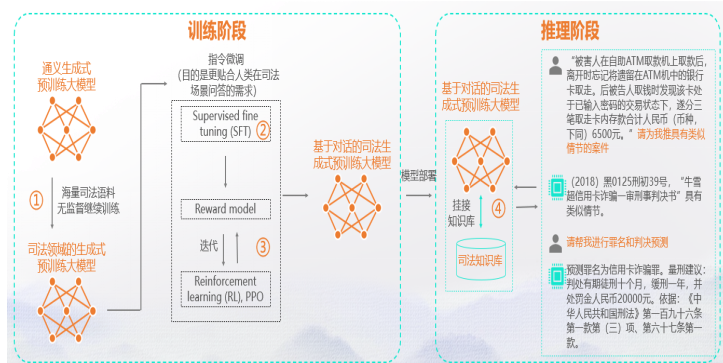 训练阶段
通义生成式
预训练大模型
①
海量司法语料
无监督继续训练
司法领域的生成式
预训练大模型
指令微调
(目的是更贴合人类在司法
场景问答的需求)
Supervised fine
tuning (SFT)
②
Reward model
迭代
③
Reinforcement
learning (RL), PPO
基于对话的司法生
成式预训练大模型
模型部署
推理阶段
基于对话的司法生
成式预训练大模型
挂接
知识库
④
司法知识库
“被害人在自助ATM取款机上取款后,
离开时忘记将遗留在ATM机中的银行
卡取走。后被告人取钱时发现该卡处
于已输入密码的交易状态下，遂分三
笔取走卡内存款合计人民币（币种，
下同）6500元。”请为我推具有类似
情节的案件
（2018）黑0125刑初39号，“牛雪
超信用卡诈骗一审刑事判决书”具有
类似情节。
请帮我进行罪名和判决预测
预测罪名为信用卡诈骗罪。量刑建议：
判处有期徒刑十个月，缓刑一年，并
处罚金人民币20000元。依据：《中
华人民共和国刑法》第一百九十六条
第一款第（三）项、第六十七条第一
款。